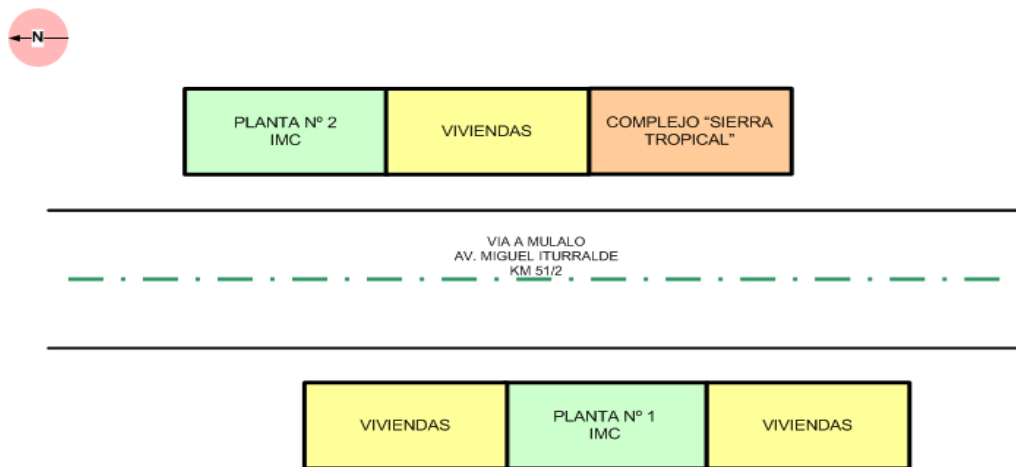 N
PLANTA Nº 2
IMC
VIVIENDAS
COMPLEJO “SIERRA
TROPICAL”
VIA A MULALO
AV. MIGUEL ITURRALDE
KM 51/2
VIVIENDAS
PLANTA Nº 1
IMC
VIVIENDAS